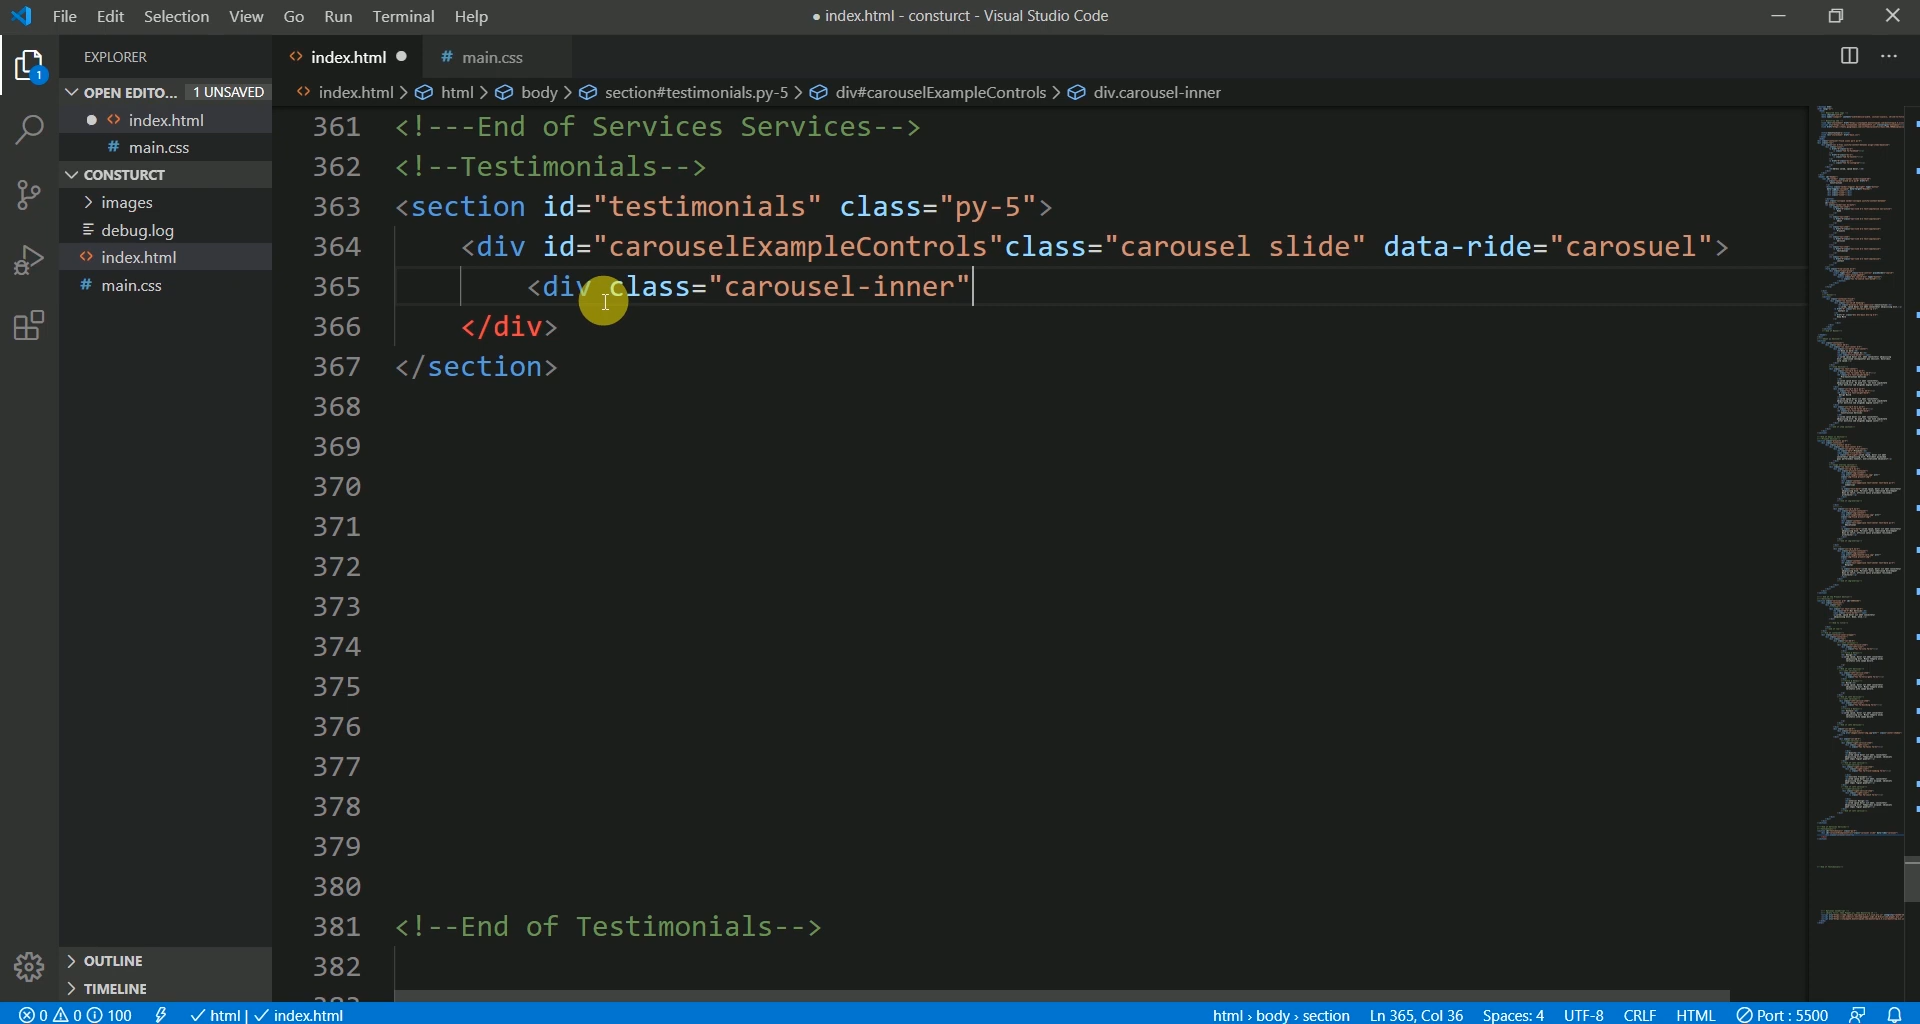 File Edit Selection View Go Run Terminal Help
● index.html - consturct - Visual Studio Code
1
EXPLORER
OPEN EDITO... 1 UNSAVED
index.html
main.css
CONSTURCT
images
debug.log
index.html
main.css
OUTLINE
TIMELINE
index.html
# main.css
index.html > html > body > section#testimonials.py-5 > div#carouselExampleControls > div.carousel-inner
361 <!---End of Services Services-->
362 <!--Testimonials-->
363 <section id="testimonials" class="py-5">
364 <div id="carouselExampleControls"class="carousel slide" data-ride="carosuel">
365 <div class="carousel-inner"
366 </div>
367 </section>
368
369
370
371
372
373
374
375
376
377
378
379
380
381 <!--End of Testimonials-->
382
0 0 100 html | index.html
html › body › section Ln 365, Col 36 Spaces: 4 UTF-8 CRLF HTML Port : 5500